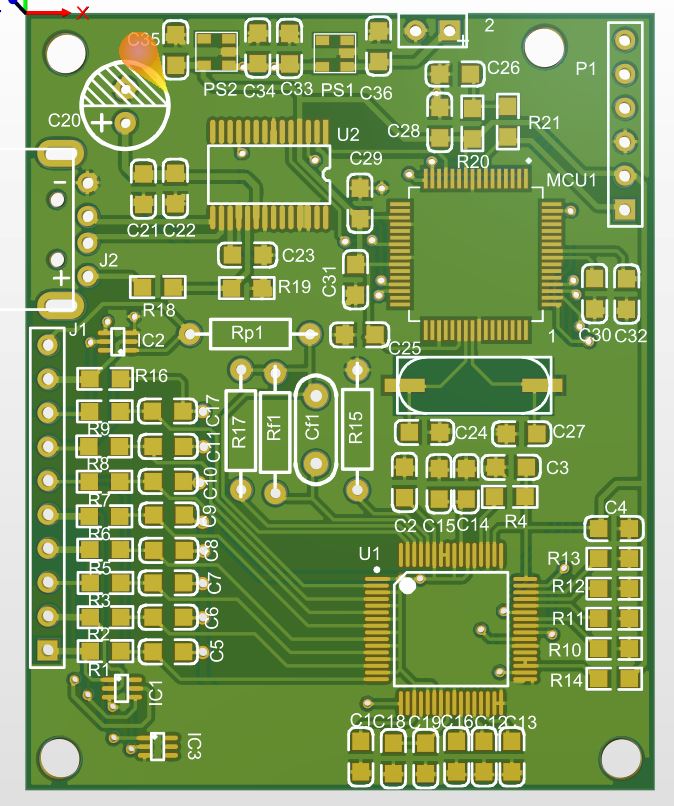 X
C35
2
PS2
C34
C33
PS1
C36
+
C26
P1
C20
+
C28
R21
U2
R20
C29
MCU1
−
C21
C22
J2
C23
+
R19
C31
R18
C30
C32
J1
IC2
Rp1
1
C25
R16
R17
Rf1
Cf1
R15
C17
R9
C24
C27
C11
R8
C3
C10
R7
C2
C15
C14
R4
C9
C4
R6
U1
C8
R13
R5
C7
R12
R3
C6
R11
R2
C5
R10
R1
R14
IC1
C1
C18
C19
C16
C12
C13
IC3